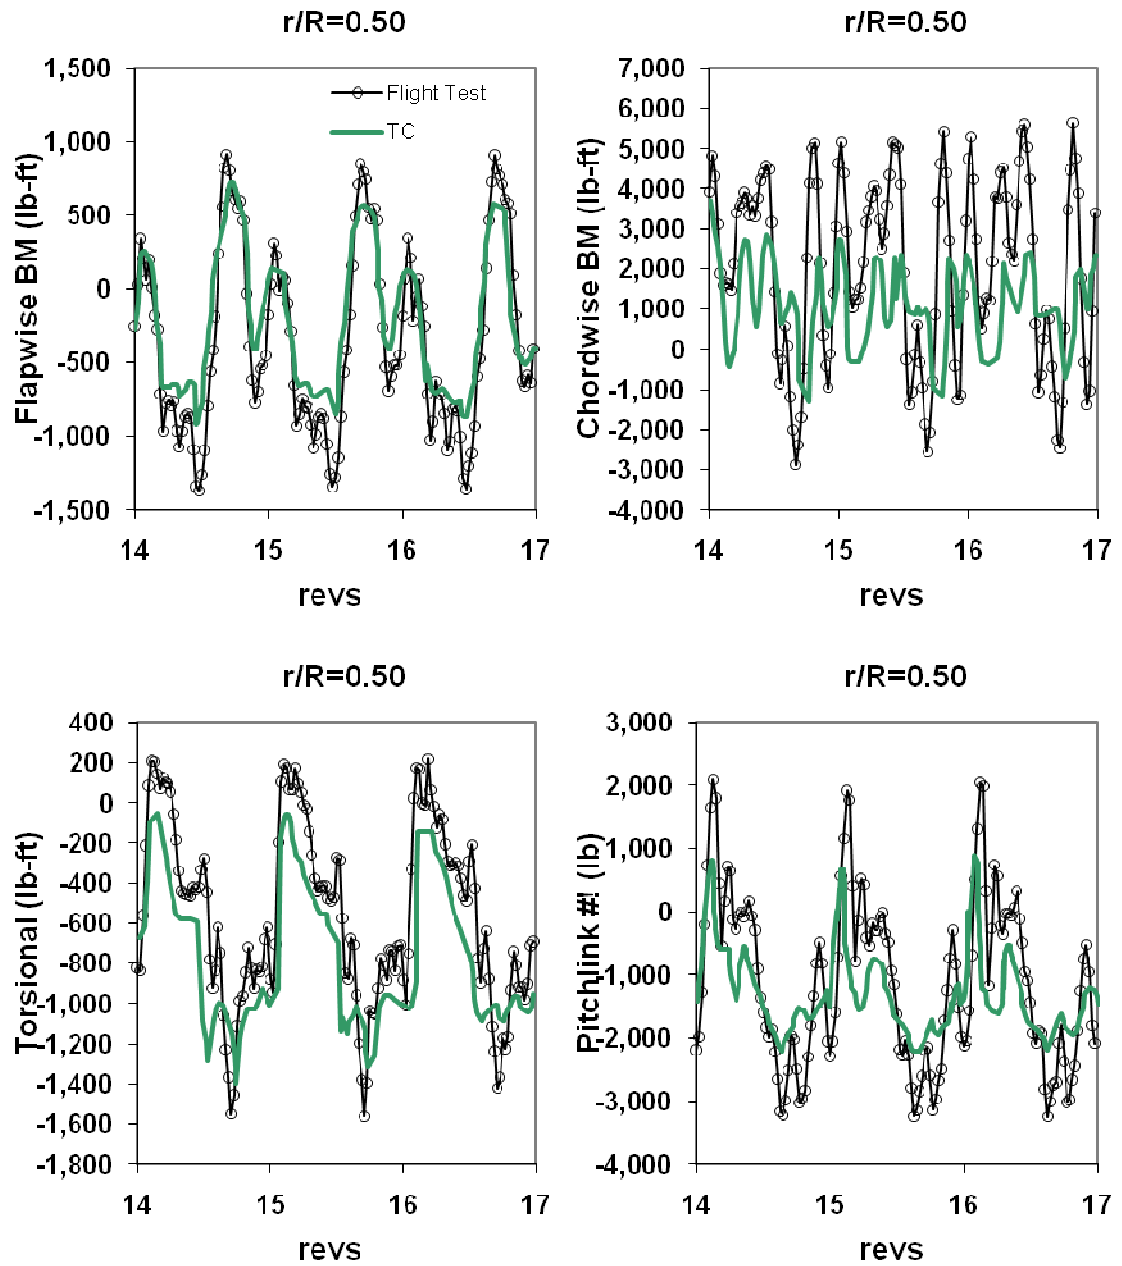 r/R=0.50
1,500
1,000
500
0
-500
-1,000
-1,500
Flapwise BM (lb-ft)
Flight Test
TC
14 15 16 17
revs
r/R=0.50
7,000
6,000
5,000
4,000
3,000
2,000
1,000
0
-1,000
-2,000
-3,000
-4,000
Chordwise BM (lb-ft)
14 15 16 17
revs
r/R=0.50
400
200
0
-200
-400
-600
-800
-1,000
-1,200
-1,400
-1,600
-1,800
Torsional (lb-ft)
14 15 16 17
revs
r/R=0.50
3,000
2,000
1,000
0
-1,000
-2,000
-3,000
-4,000
Pitchlink #! (lb)
14 15 16 17
revs